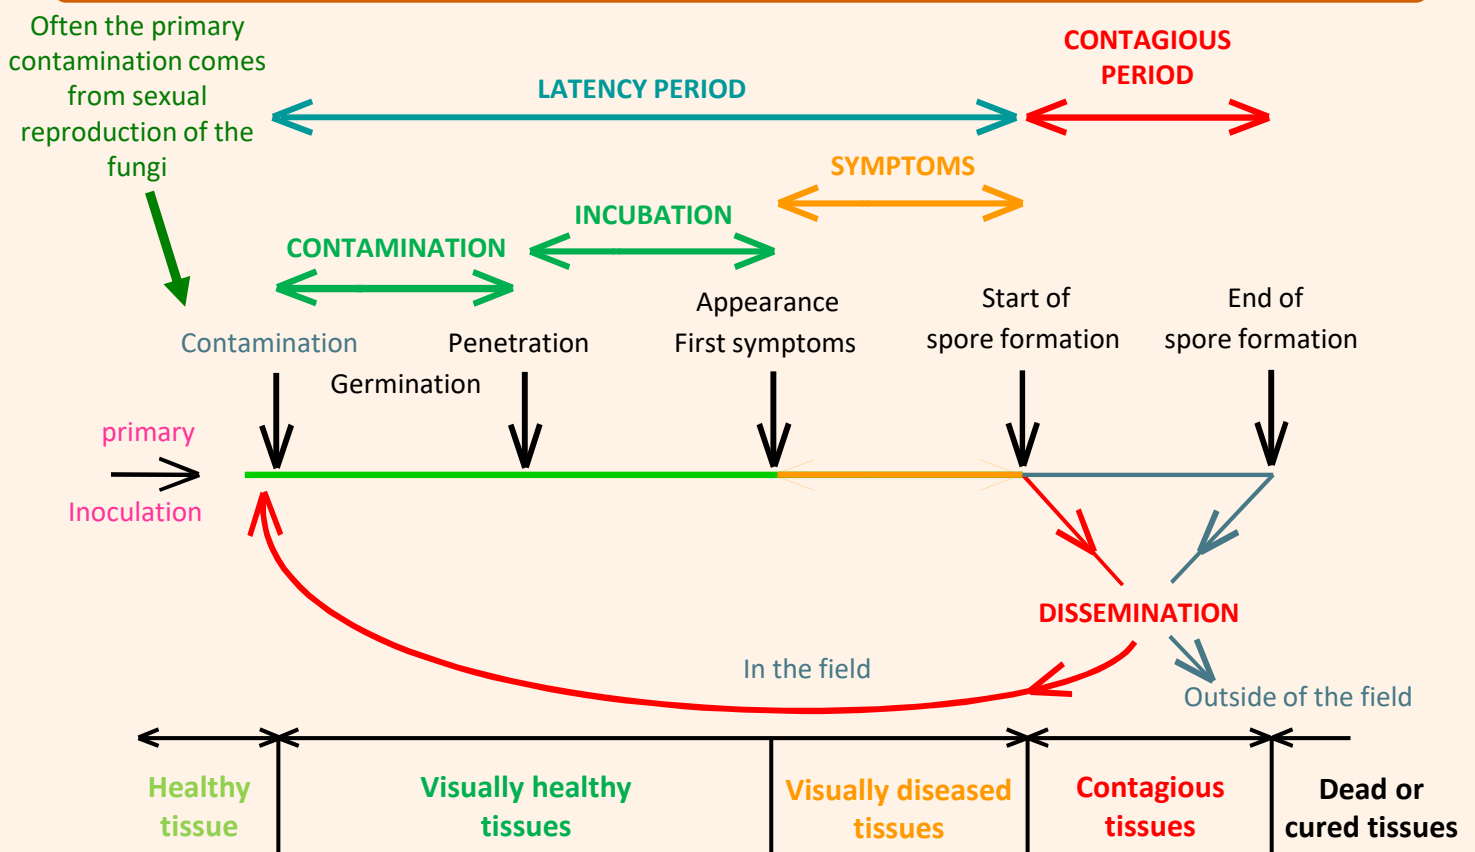 Often the primary
contamination comes
from sexual
reproduction of the
fungi
LATENCY PERIOD
CONTAGIOUS
PERIOD
SYMPTOMS
INCUBATION
CONTAMINATION
Contamination
Germination
Penetration
Appearance
First symptoms
Start of
spore formation
End of
spore formation
primary
Inoculation
DISSEMINATION
In the field
Outside of the field
Healthy
tissue
Visually healthy
tissues
Visually diseased
tissues
Contagious
tissues
Dead or
cured tissues